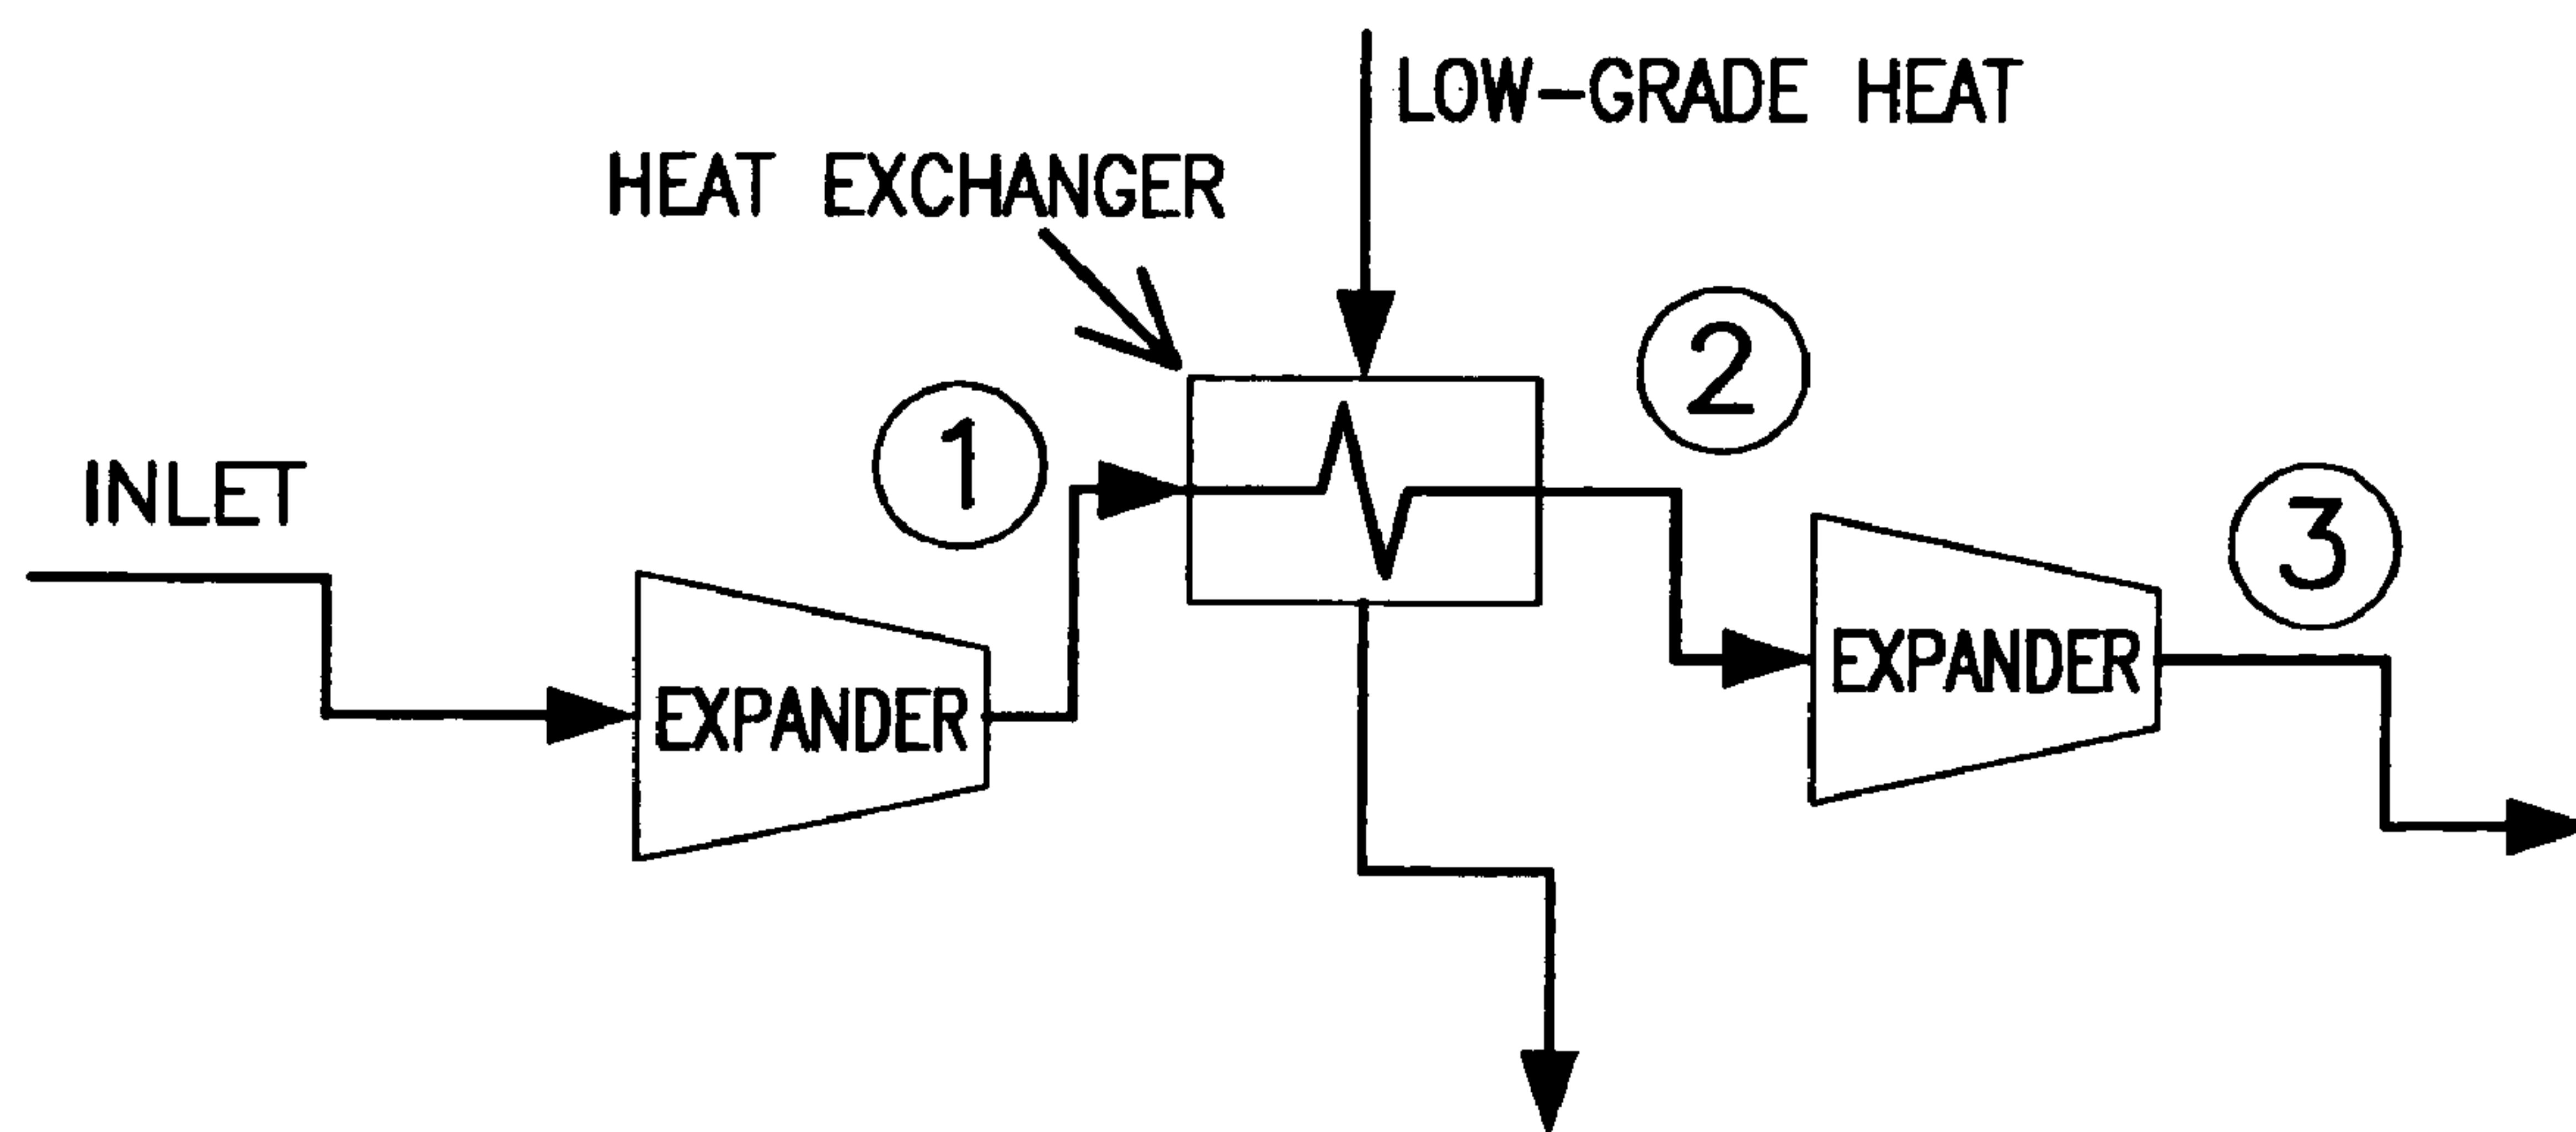 LOW-GRADE HEAT
HEAT EXCHANGER
2
1
INLET
3
EXPANDER
EXPANDER